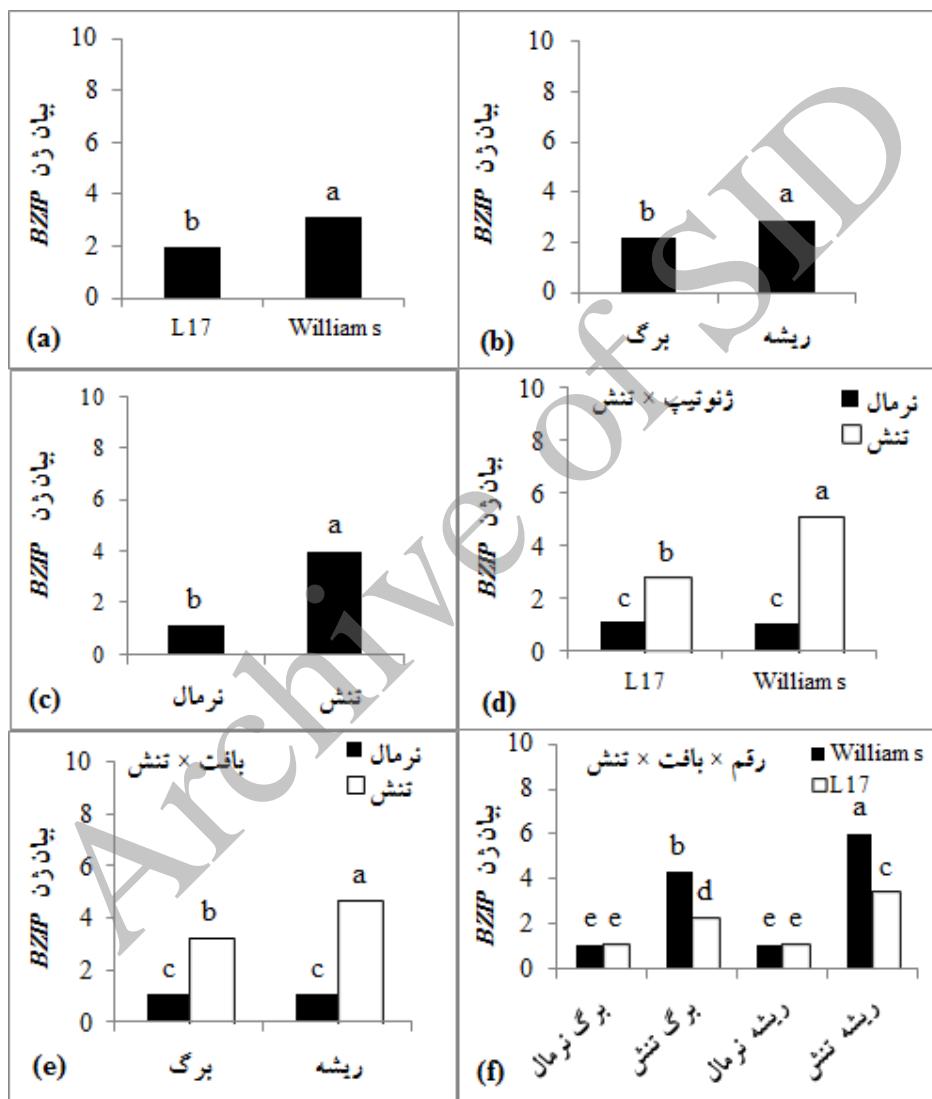 10
8
6
4
2
0
بیان ژن BZIP
b
a
L17
Williams
(a)
10
8
6
4
2
0
بیان ژن BZIP
b
a
برگ
ریشه
(b)
10
8
6
4
2
0
بیان ژن BZIP
b
a
نرمال
تنش
(c)
ژنوتیپ × تنش
نرمال
تنش
10
8
6
4
2
0
بیان ژن BZIP
c
b
c
a
L17
Williams
(d)
بافت × تنش
نرمال
تنش
10
8
6
4
2
0
بیان ژن BZIP
c
b
c
a
برگ
ریشه
(e)
رقم × بافت × تنش
Williams
L17
10
8
6
4
2
0
بیان ژن BZIP
e e
b
d
e e
a
c
برگ نرمال
برگ تنش
ریشه نرمال
ریشه تنش
(f)
Archive of SID